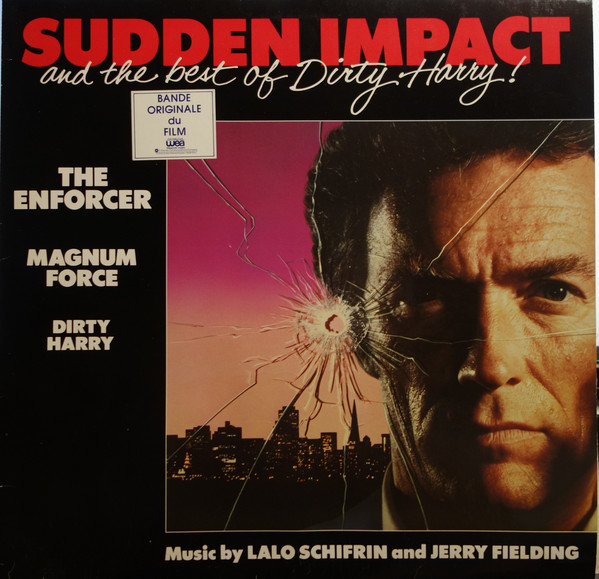 SUDDEN IMPACT
and the best of Dirty Harry!
BANDE
ORIGINALE
du
FILM
wea
THE
ENFORCER
MAGNUM
FORCE
DIRTY
HARRY
Music by LALO SCHIFRIN and JERRY FIELDING